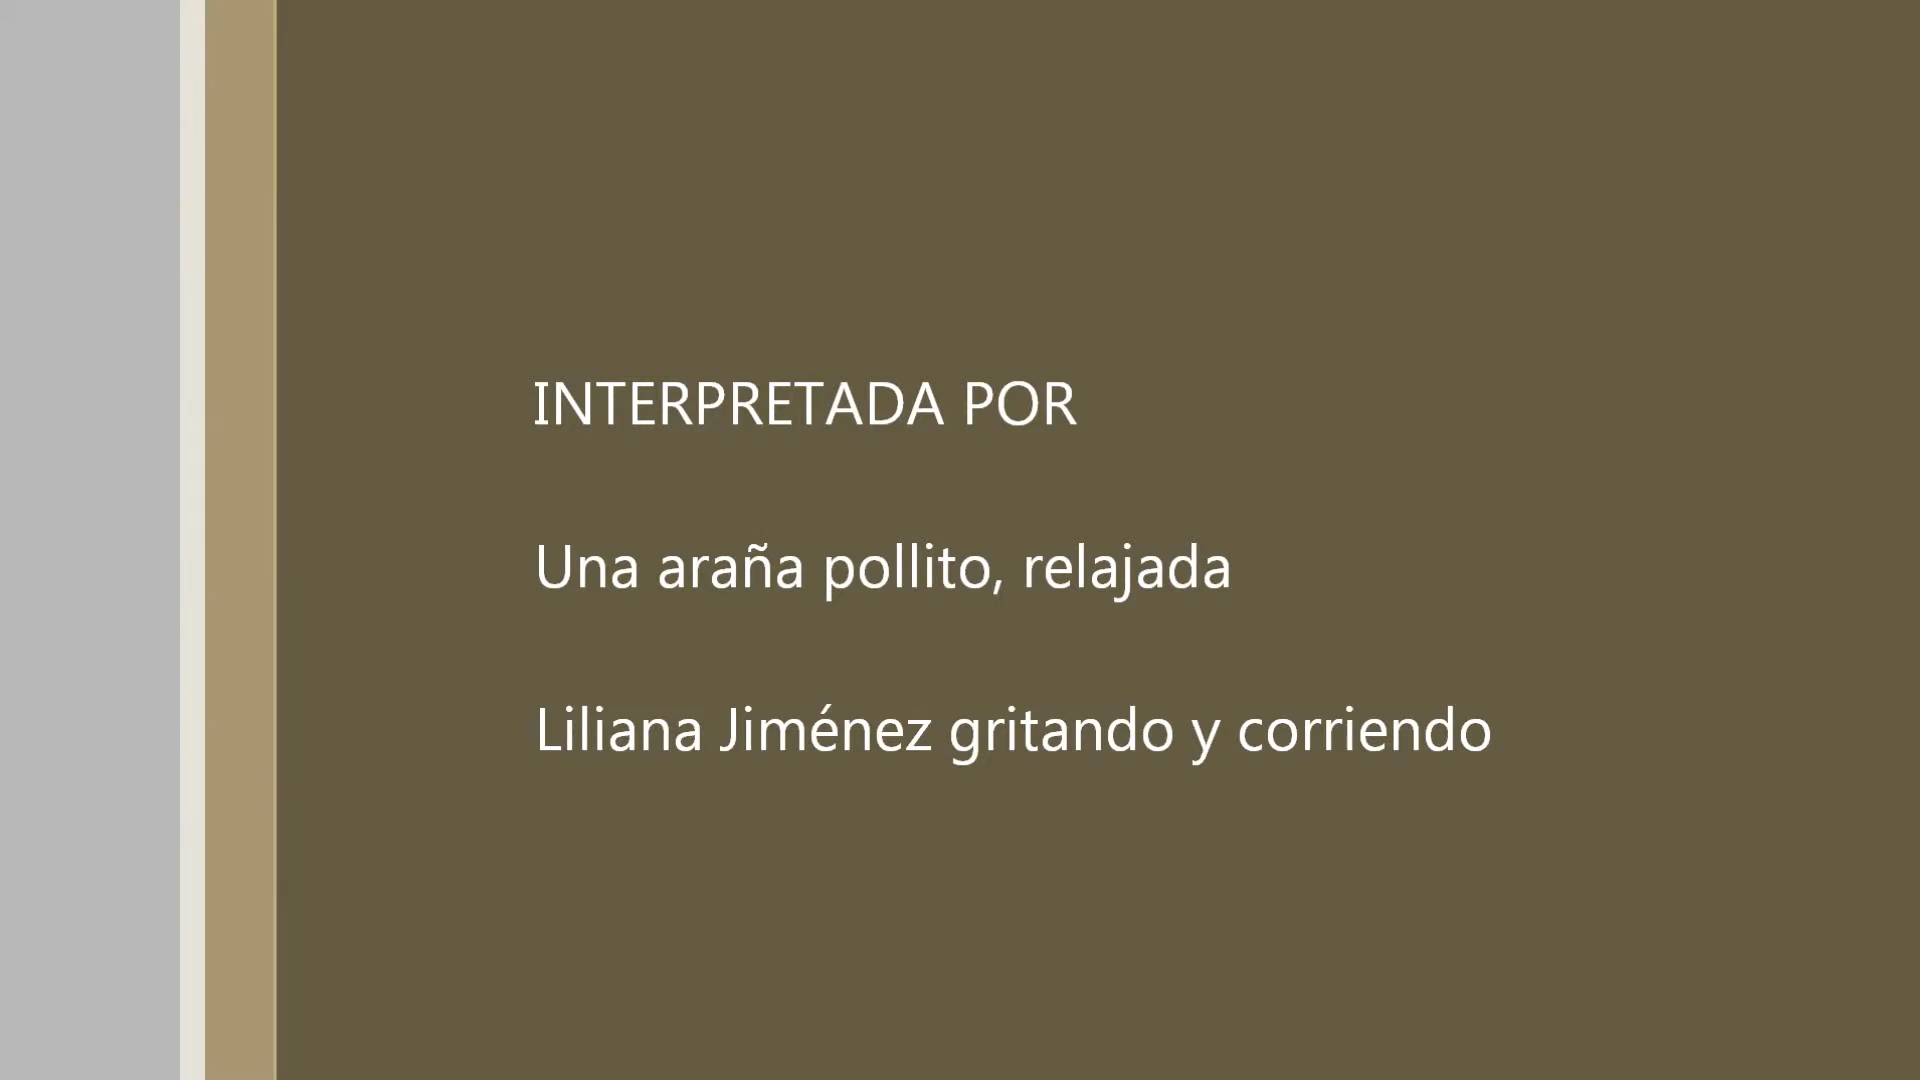 INTERPRETADA POR
Una araña pollito, relajada
Liliana Jiménez gritando y corriendo